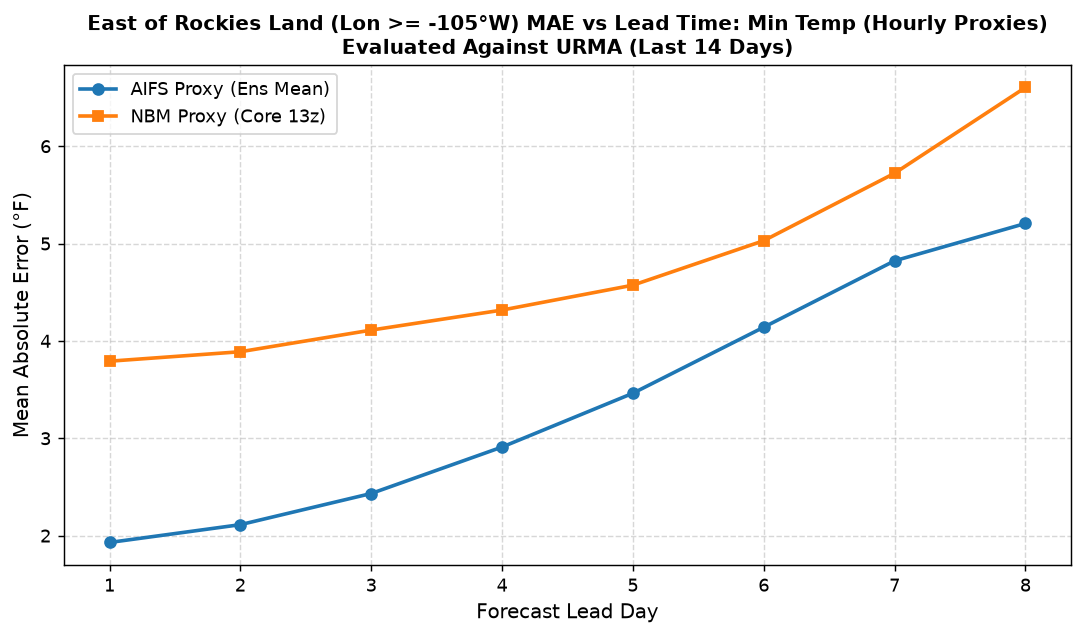 East of Rockies Land (Lon >= -105°W) MAE vs Lead Time: Min Temp (Hourly Proxies)
Evaluated Against URMA (Last 14 Days)
AIFS Proxy (Ens Mean)
NBM Proxy (Core 13z)
Mean Absolute Error (°F)
6
5
4
3
2
1 2 3 4 5 6 7 8
Forecast Lead Day